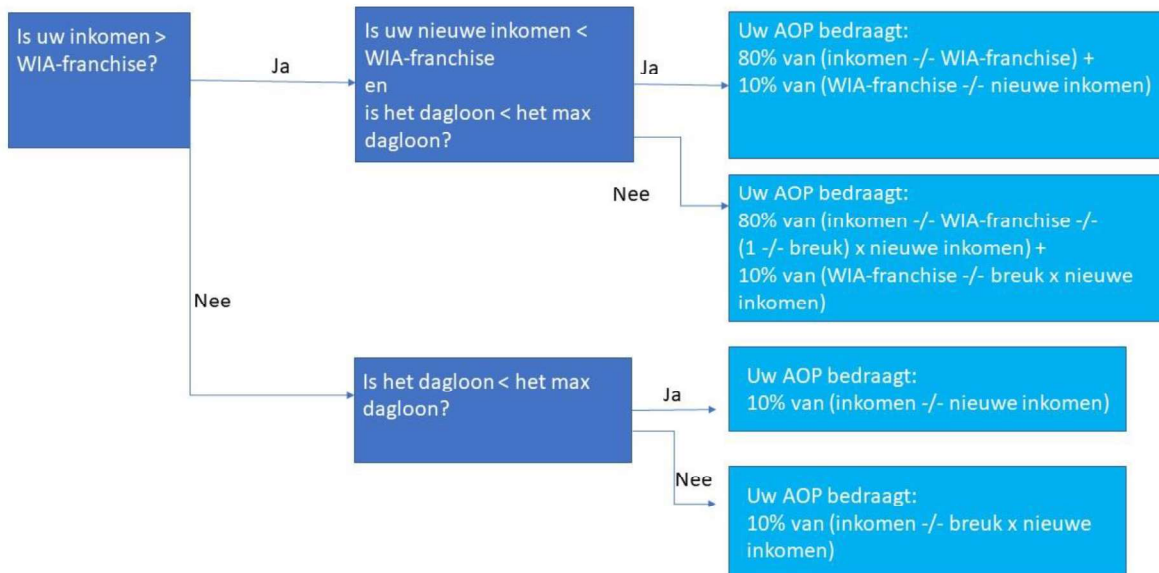 Is uw inkomen >
WIA-franchise?
Ja
Is uw nieuwe inkomen <
WIA-franchise
en
is het dagloon < het max
dagloon?
Ja
Uw AOP bedraagt:
80% van (inkomen -/- WIA-franchise) +
10% van (WIA-franchise -/- nieuwe inkomen)
Nee
Uw AOP bedraagt:
80% van (inkomen -/- WIA-franchise -/-
(1 -/- breuk) x nieuwe inkomen) +
10% van (WIA-franchise -/- breuk x nieuwe
inkomen)
Nee
Is het dagloon < het max
dagloon?
Ja
Uw AOP bedraagt:
10% van (inkomen -/- nieuwe inkomen)
Nee
Uw AOP bedraagt:
10% van (inkomen -/- breuk x nieuwe
inkomen)